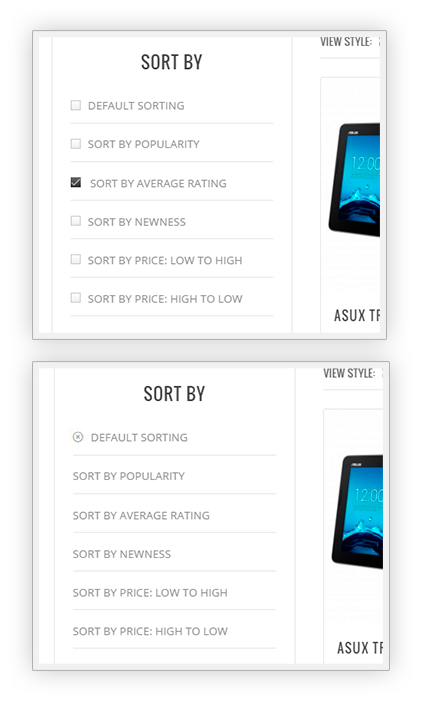 VIEW STYLE:
SORT BY
DEFAULT SORTING
SORT BY POPULARITY
SORT BY AVERAGE RATING
SORT BY NEWNESS
SORT BY PRICE: LOW TO HIGH
SORT BY PRICE: HIGH TO LOW
ASUS
12:00
ASUX TF
VIEW STYLE:
SORT BY
DEFAULT SORTING
SORT BY POPULARITY
SORT BY AVERAGE RATING
SORT BY NEWNESS
SORT BY PRICE: LOW TO HIGH
SORT BY PRICE: HIGH TO LOW
ASUS
12:0
ASUX T